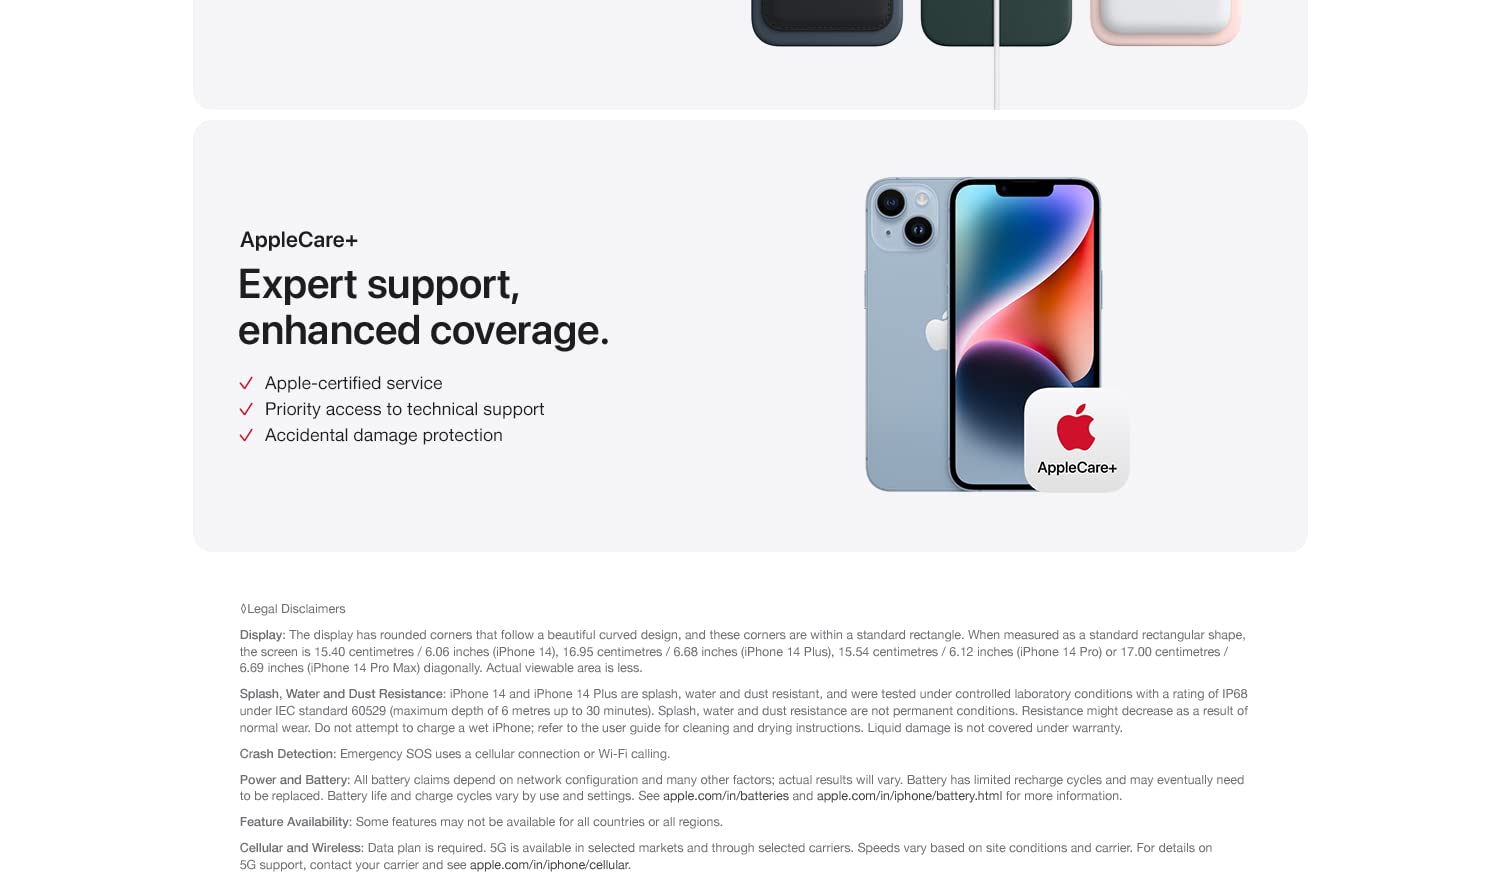 AppleCare+
Expert support,
enhanced coverage.
Apple-certified service
Priority access to technical support
Accidental damage protection
AppleCare+
◊Legal Disclaimers
Display: The display has rounded corners that follow a beautiful curved design, and these corners are within a standard rectangle. When measured as a standard rectangular shape,
the screen is 15.40 centimetres / 6.06 inches (iPhone 14), 16.95 centimetres / 6.68 inches (iPhone 14 Plus), 15.54 centimetres / 6.12 inches (iPhone 14 Pro) or 17.00 centimetres /
6.69 inches (iPhone 14 Pro Max) diagonally. Actual viewable area is less.
Splash, Water and Dust Resistance: iPhone 14 and iPhone 14 Plus are splash, water and dust resistant, and were tested under controlled laboratory conditions with a rating of IP68
under IEC standard 60529 (maximum depth of 6 metres up to 30 minutes). Splash, water and dust resistance are not permanent conditions. Resistance might decrease as a result of
normal wear. Do not attempt to charge a wet iPhone; refer to the user guide for cleaning and drying instructions. Liquid damage is not covered under warranty.
Crash Detection: Emergency SOS uses a cellular connection or Wi-Fi calling.
Power and Battery: All battery claims depend on network configuration and many other factors; actual results will vary. Battery has limited recharge cycles and may eventually need
to be replaced. Battery life and charge cycles vary by use and settings. See apple.com/in/batteries and apple.com/in/iphone/battery.html for more information.
Feature Availability: Some features may not be available for all countries or all regions.
Cellular and Wireless: Data plan is required. 5G is available in selected markets and through selected carriers. Speeds vary based on site conditions and carrier. For details on
5G support, contact your carrier and see apple.com/in/iphone/cellular.